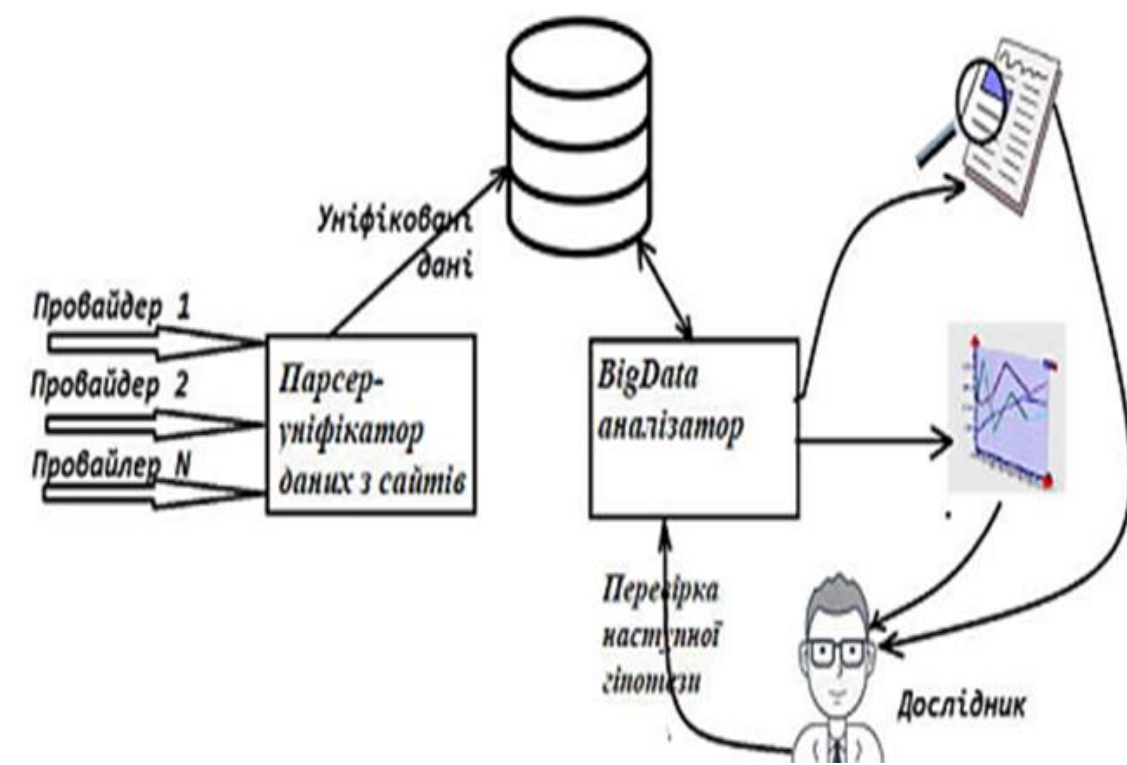 Уніфіковані
дані
Провайдер 1
Провайдер 2
Провайлер N
Парсер-
уніфікатор
даних з сайтів
BigData
аналізатор
Перевірка
наступної
гіпотези
Дослідник